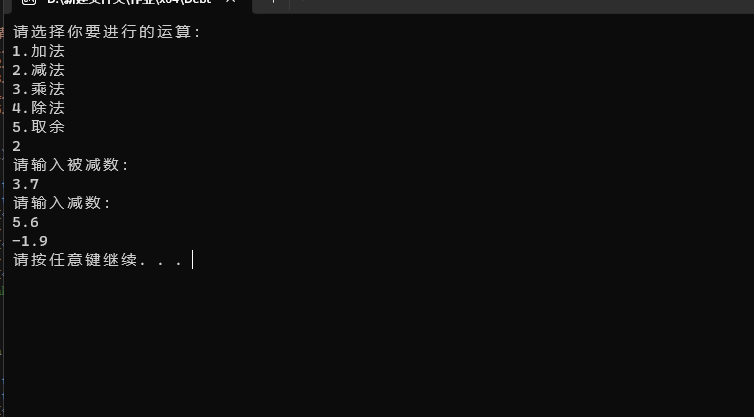 请选择你要进行的运算:
1.加法
2.减法
3.乘法
4.除法
5.取余
2
请输入被减数:
3.7
请输入减数:
5.6
-1.9
请按任意键继续. . .